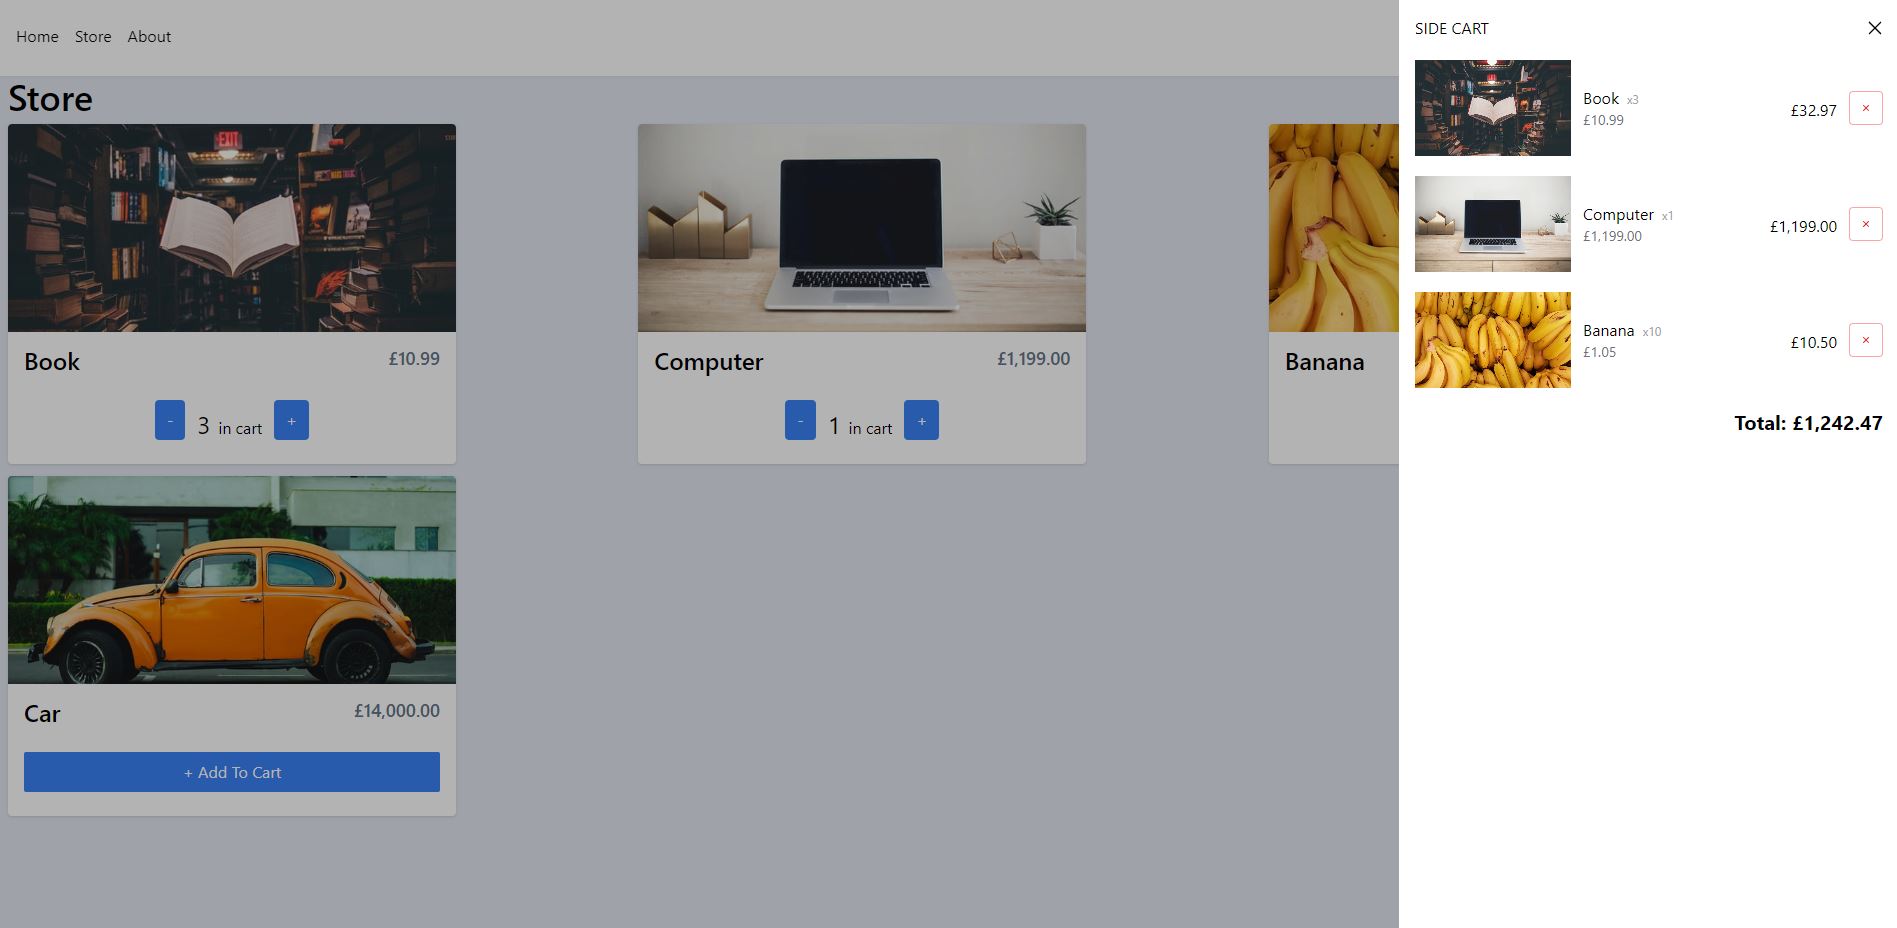 Home Store About
Store
EXIT
Book £10.99
- 3 in cart +
Computer £1,199.00
- 1 in cart +
Banana
Car £14,000.00
+ Add To Cart
SIDE CART ×
Book x3
£10.99
£32.97 ×
Computer x1
£1,199.00
£1,199.00 ×
Banana x10
£1.05
£10.50 ×
Total: £1,242.47